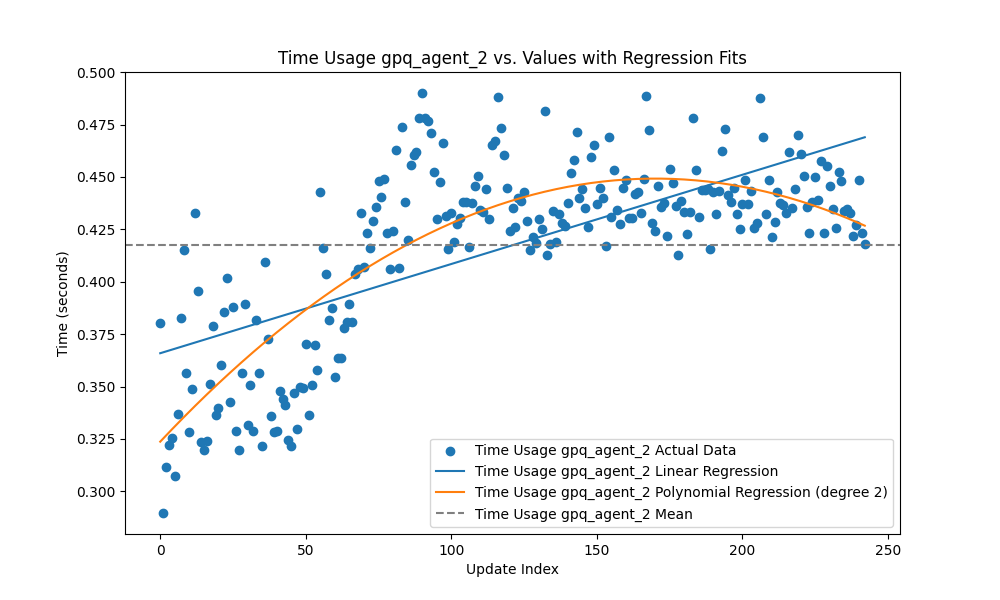 Time Usage gpq_agent_2 vs. Values with Regression Fits
0.500
0.475
0.450
0.425
0.400
0.375
0.350
0.325
0.300
Time (seconds)
0
50
100
150
200
250
Update Index
Time Usage gpq_agent_2 Actual Data
Time Usage gpq_agent_2 Linear Regression
Time Usage gpq_agent_2 Polynomial Regression (degree 2)
Time Usage gpq_agent_2 Mean